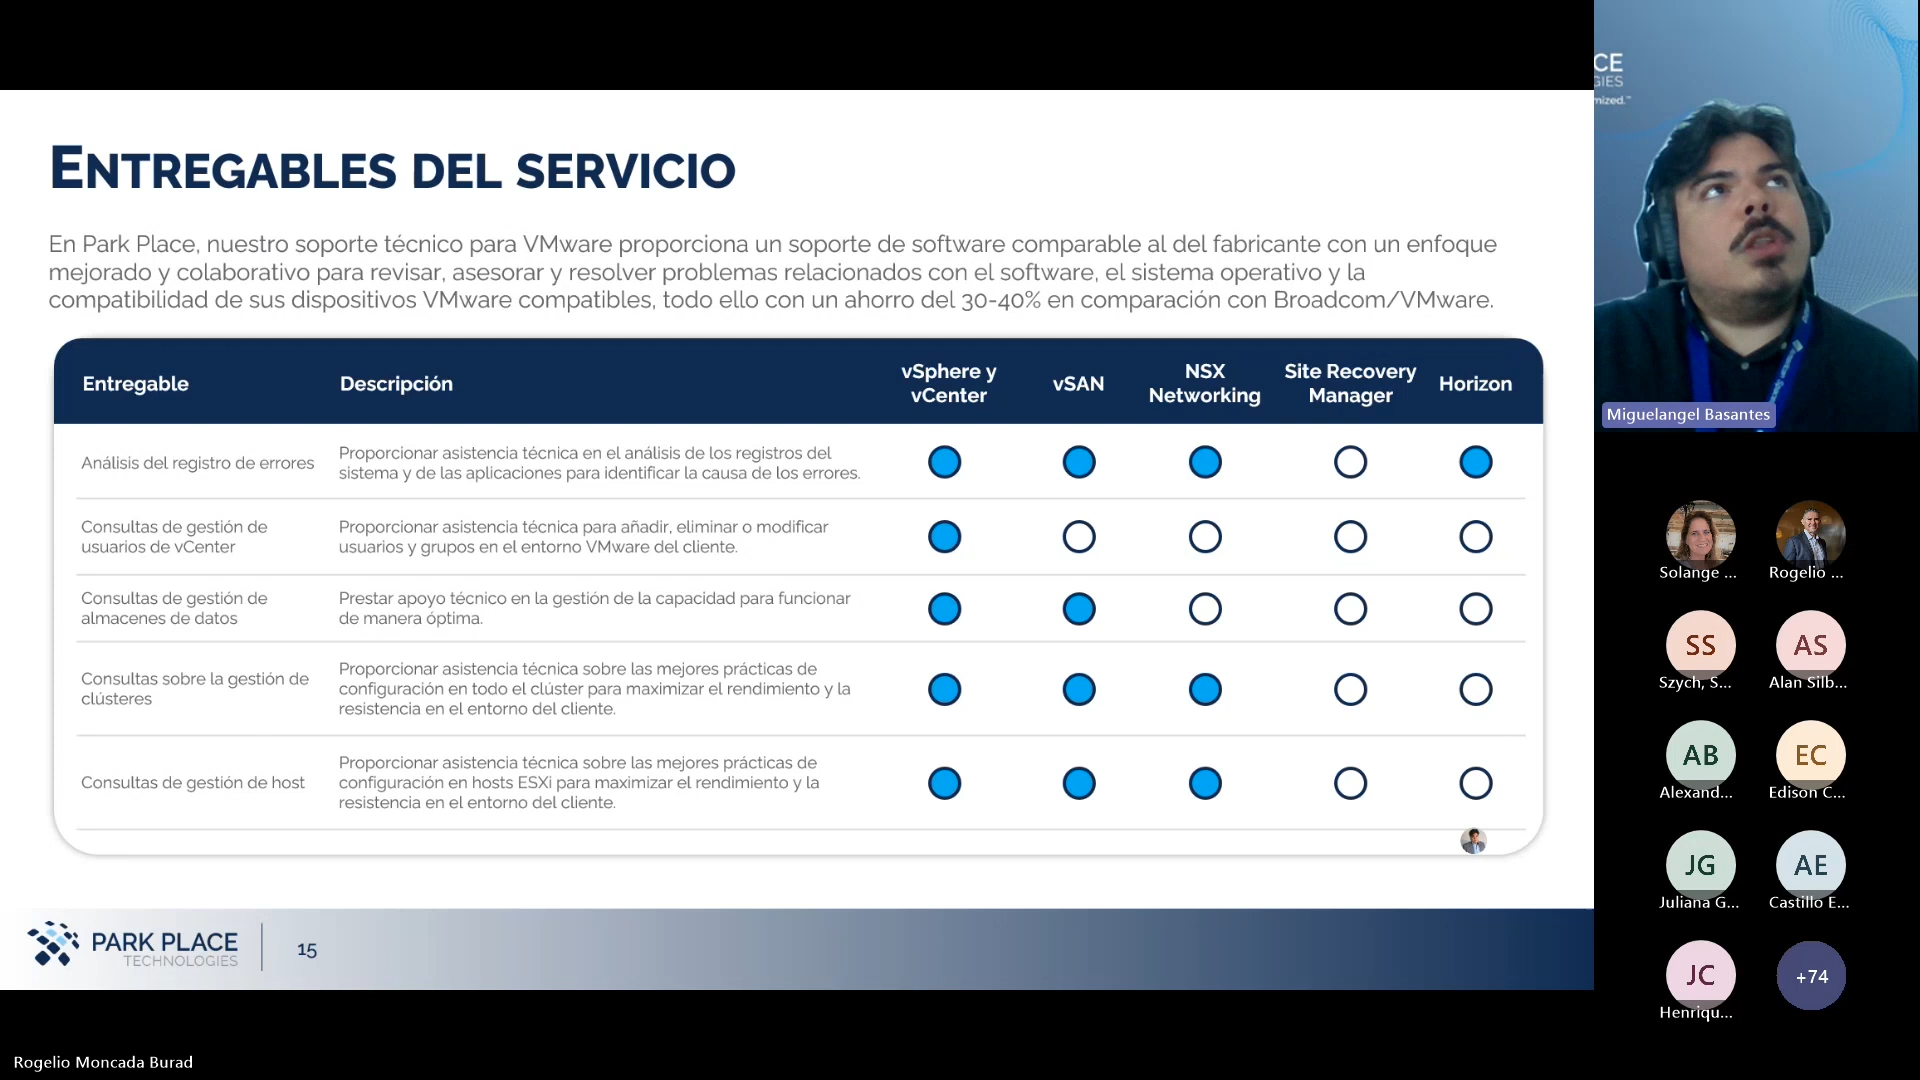 ENTREGABLES DEL SERVICIO
En Park Place, nuestro soporte técnico para VMware proporciona un soporte de software comparable al del fabricante con un enfoque
mejorado y colaborativo para revisar, asesorar y resolver problemas relacionados con el software, el sistema operativo y la
compatibilidad de sus dispositivos VMware compatibles, todo ello con un ahorro del 30-40% en comparación con Broadcom/VMware.
Entregable
Descripción
vSphere y
vCenter
vSAN
NSX
Networking
Site Recovery
Manager
Horizon
Análisis del registro de errores
Proporcionar asistencia técnica en el análisis de los registros del
sistema y de las aplicaciones para identificar la causa de los errores.
Consultas de gestión de
usuarios de vCenter
Proporcionar asistencia técnica para añadir, eliminar o modificar
usuarios y grupos en el entorno VMware del cliente.
Consultas de gestión de
almacenes de datos
Prestar apoyo técnico en la gestión de la capacidad para funcionar
de manera óptima.
Consultas sobre la gestión de
clústeres
Proporcionar asistencia técnica sobre las mejores prácticas de
configuración en todo el clúster para maximizar el rendimiento y la
resistencia en el entorno del cliente.
Consultas de gestión de host
Proporcionar asistencia técnica sobre las mejores prácticas de
configuración en hosts ESXi para maximizar el rendimiento y la
resistencia en el entorno del cliente.
PARK PLACE
TECHNOLOGIES
15
Rogelio Moncada Burad
CE
GIES
mized.™
Miguelangel Basantes
Solange ...
Rogelio ...
SS
Szych, S...
AS
Alan Silb...
AB
Alexand...
EC
Edison C...
JG
Juliana G...
AE
Castillo E...
JC
Henriqu...
+74